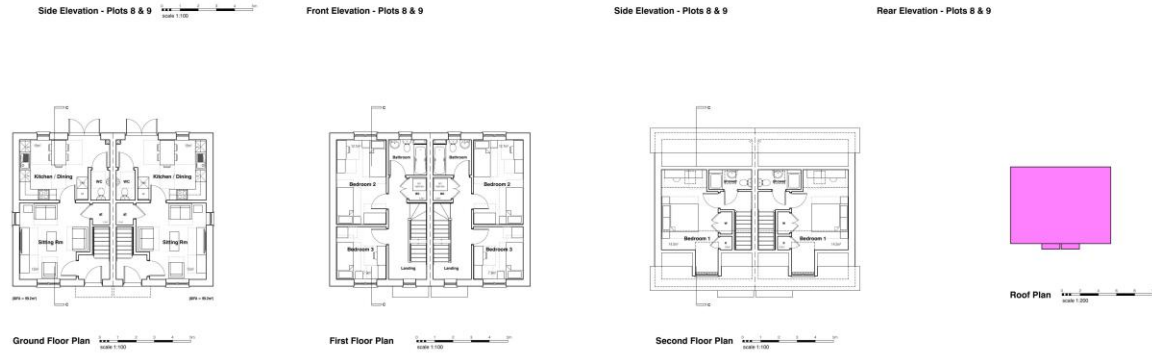 Side Elevation - Plots 8 & 9
scale 1:100
Front Elevation - Plots 8 & 9
Side Elevation - Plots 8 & 9
Rear Elevation - Plots 8 & 9
Kitchen / Dining
WC
WC
Kitchen / Dining
Sitting Rm
Sitting Rm
Ground Floor Plan
scale 1:100
Bathroom
Bathroom
Bedroom 2
Bedroom 2
Bedroom 3
Bedroom 3
Landing
Landing
First Floor Plan
scale 1:100
Bedroom 1
Bedroom 1
Second Floor Plan
scale 1:100
Roof Plan
scale 1:200